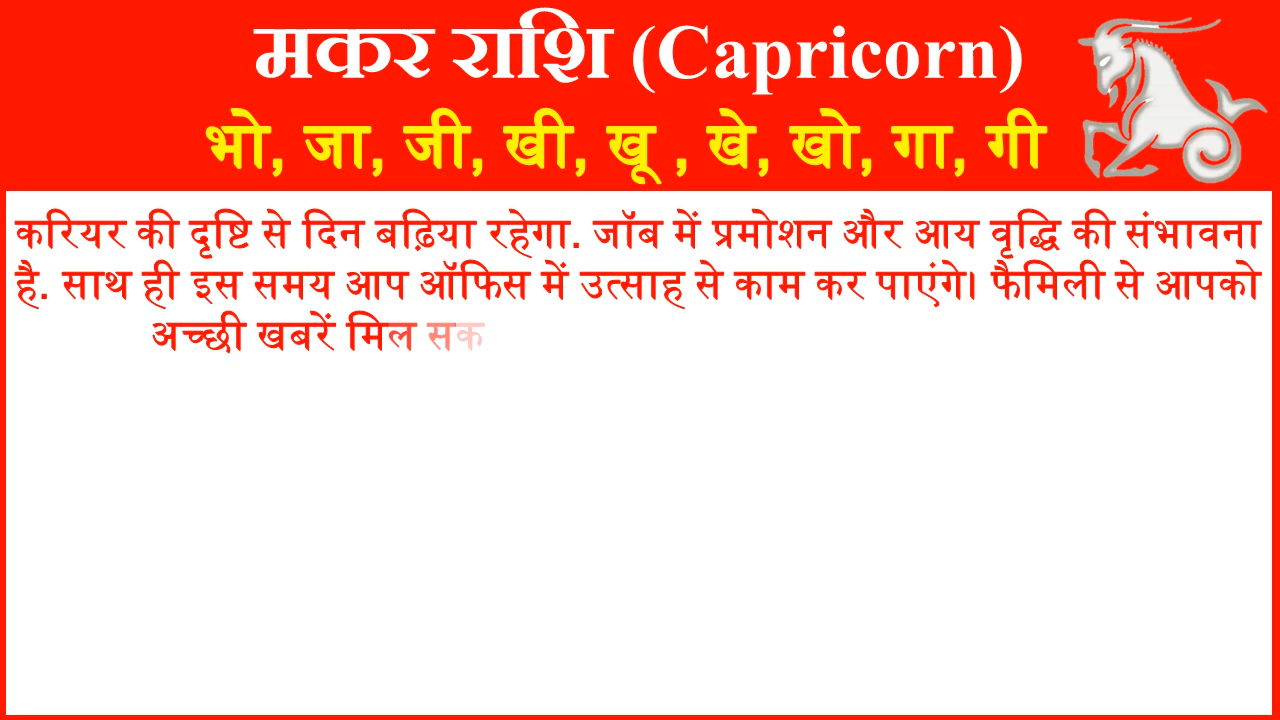 मकर राशि (Capricorn)
भो, जा, जी, खी, खू , खे, खो, गा, गी
करियर की दृष्टि से दिन बढ़िया रहेगा. जॉब में प्रमोशन और आय वृद्धि की संभावना
है. साथ ही इस समय आप ऑफिस में उत्साह से काम कर पाएंगे। फैमिली से आपको
अच्छी खबरें मिल सक